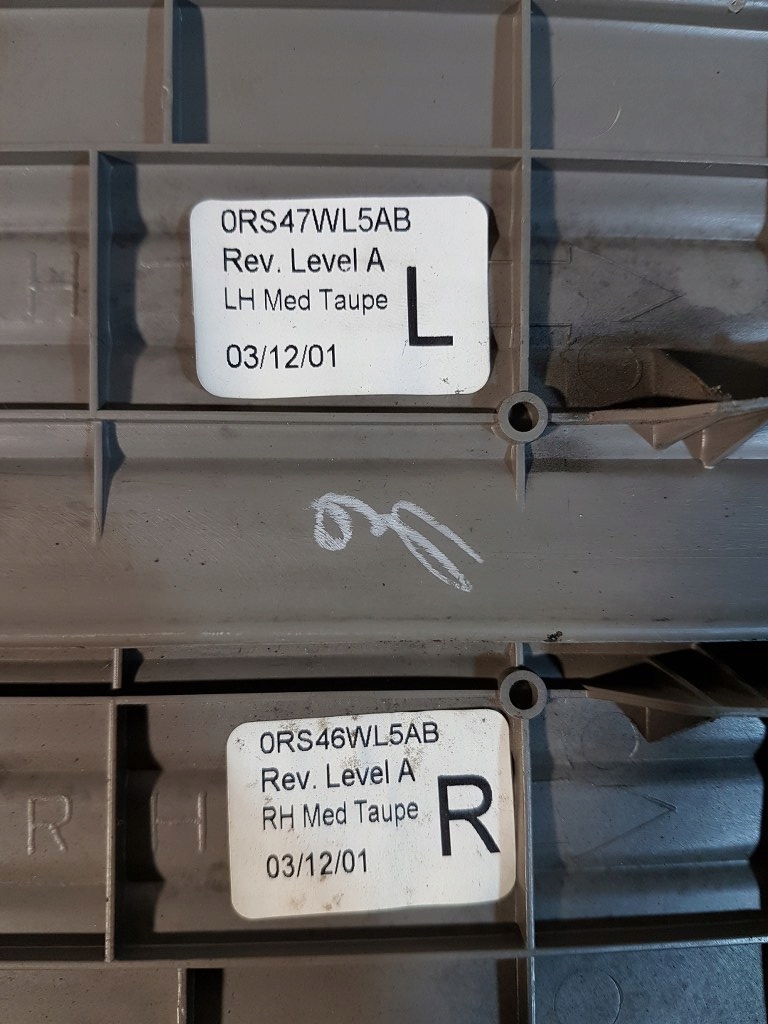 0RS47WL5AB
Rev. Level A
LH Med Taupe
L
03/12/01
H
0RS46WL5AB
Rev. Level A
RH Med Taupe
R
03/12/01
R H